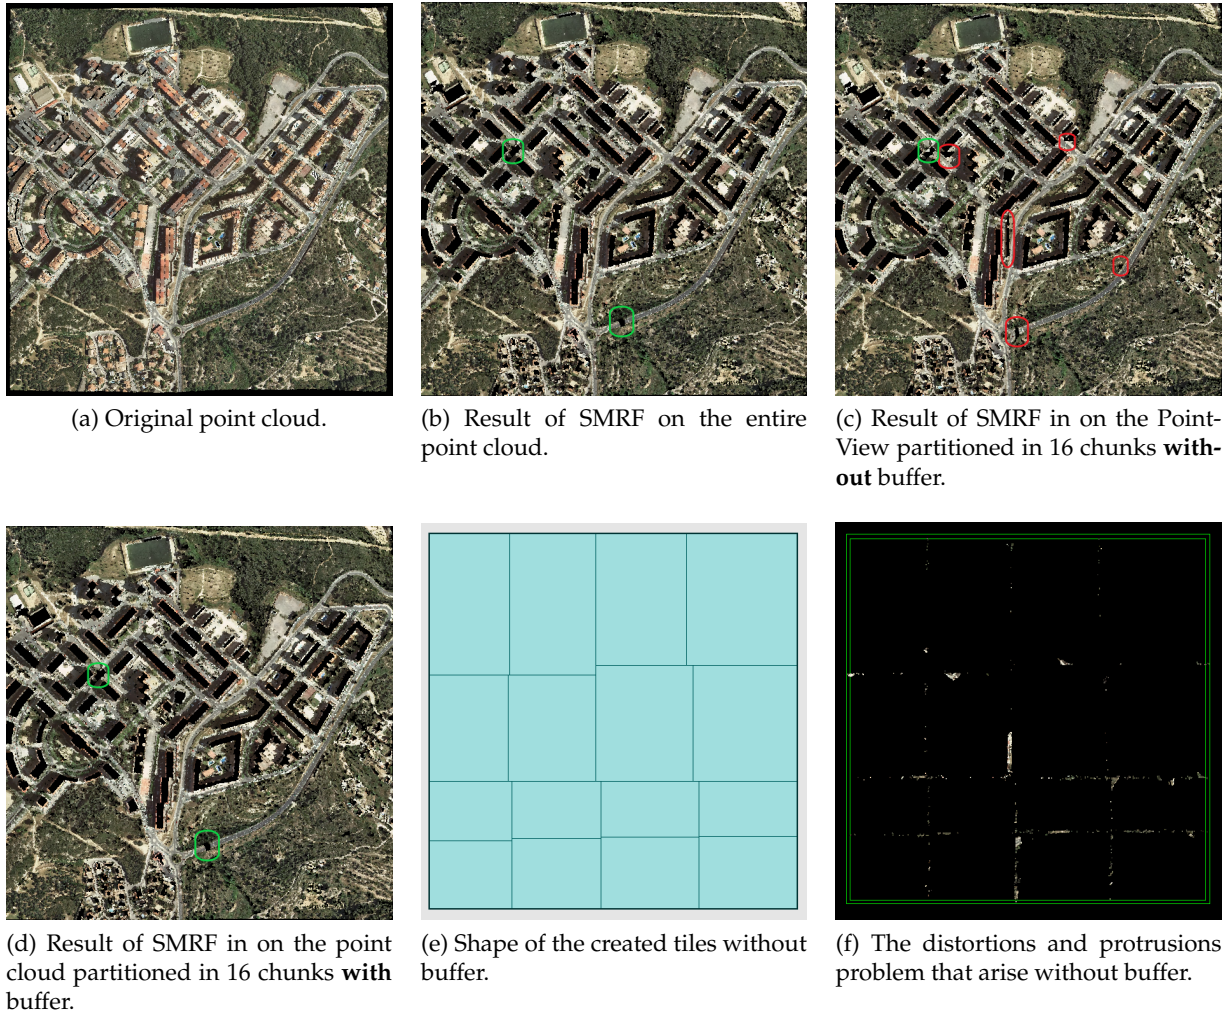 (a) Original point cloud.
(b) Result of SMRF on the entire
point cloud.
(c) Result of SMRF in on the Point-
View partitioned in 16 chunks with-
out buffer.
(d) Result of SMRF in on the point
cloud partitioned in 16 chunks with
buffer.
(e) Shape of the created tiles without
buffer.
(f) The distortions and protrusions
problem that arise without buffer.